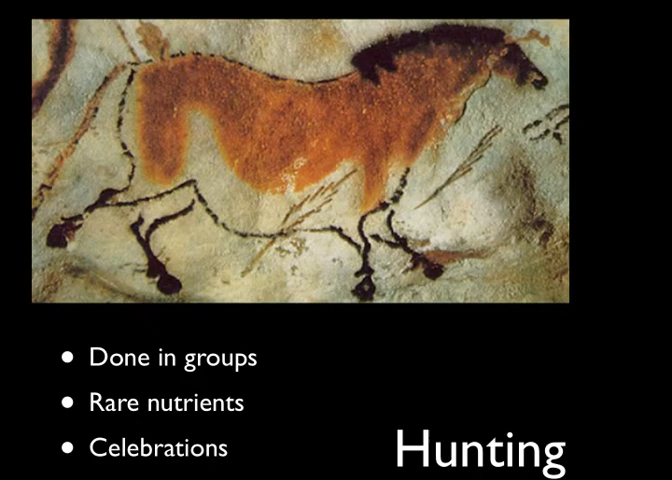 Done in groups
Rare nutrients
Celebrations
Hunting